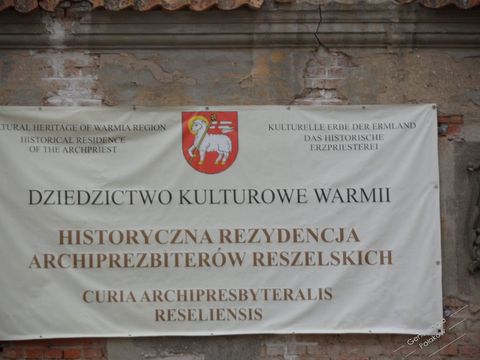 TURAL HERITAGE OF WARMIA REGION
HISTORICAL RESIDENCE
OF THE ARCHPRIEST
KULTURELLE ERBE DER ERMLAND
DAS HISTORISCHE
ERZPRIESTEREI
DZIEDZICTWO KULTUROWE WARMII
HISTORYCZNA REZYDENCJA
ARCHIPREZBITERÓW RESZELSKICH
CURIA ARCHIPRESBYTERALIS
RESELIENSIS